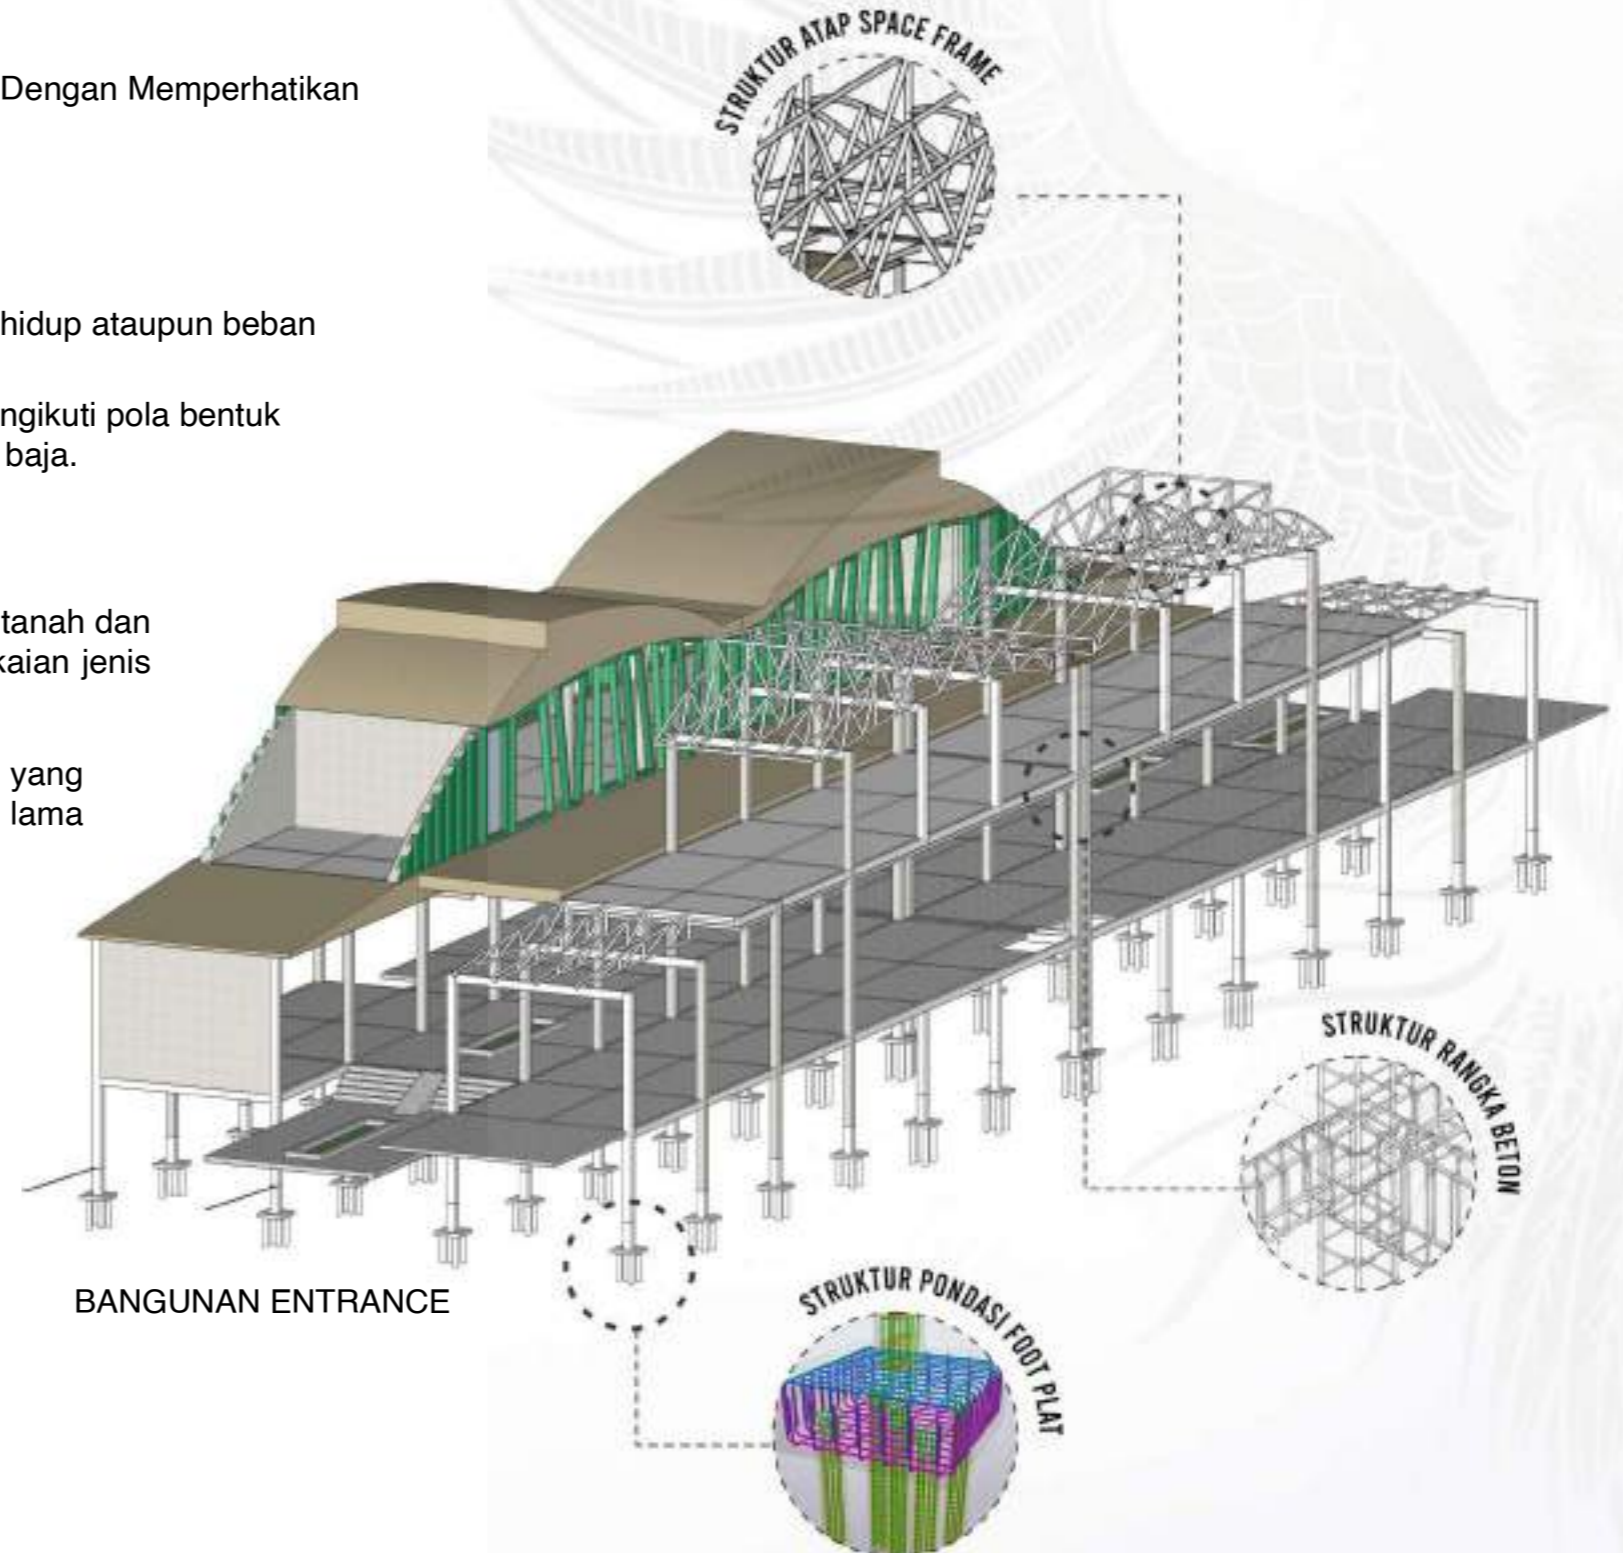 STRUKTUR ATAP SPACE FRAME
Dengan Memperhatikan
hidup ataupun beban
ngikuti pola bentuk
baja.
tanah dan
kaian jenis
yang
lama
STRUKTUR RANGKA BETON
BANGUNAN ENTRANCE
STRUKTUR PONDASI FOOT PLAT